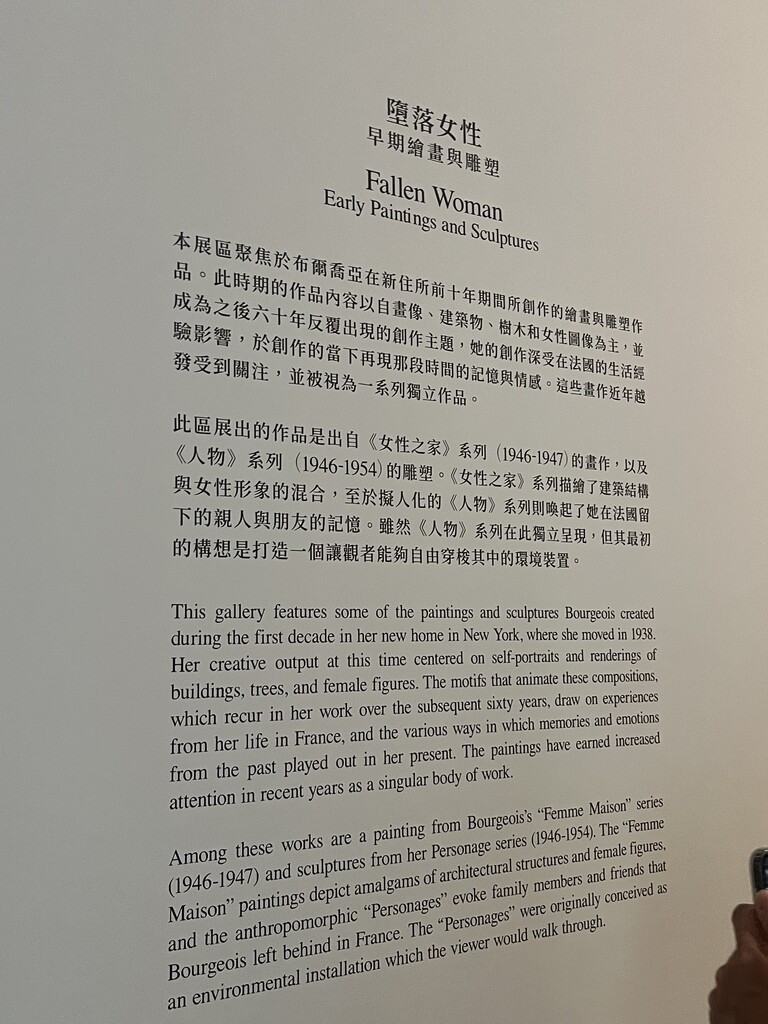 墮落女性
早期繪畫與雕塑
Fallen Woman
Early Paintings and Sculptures
本展區聚焦於布爾喬亞在新住所前十年期間所創作的繪畫與雕塑作
品。此時期的作品內容以自畫像、建築物、樹木和女性圖像為主，並
成為之後六十年反覆出現的創作主題，她的創作深受在法國的生活經
驗影響，於創作的當下再現那段時間的記憶與情感。這些畫作近年越
發受到關注，並被視為一系列獨立作品。
此區展出的作品是出自《女性之家》系列（1946-1947）的畫作，以及
《人物》系列（1946-1954）的雕塑。《女性之家》系列描繪了建築結構
與女性形象的混合，至於擬人化的《人物》系列則喚起了她在法國留
下的親人與朋友的記憶。雖然《人物》系列在此獨立呈現，但其最初
的構想是打造一個讓觀者能夠自由穿梭其中的環境裝置。
This gallery features some of the paintings and sculptures Bourgeois created
during the first decade in her new home in New York, where she moved in 1938.
Her creative output at this time centered on self-portraits and renderings of
buildings, trees, and female figures. The motifs that animate these compositions,
which recur in her work over the subsequent sixty years, draw on experiences
from her life in France, and the various ways in which memories and emotions
from the past played out in her present. The paintings have earned increased
attention in recent years as a singular body of work.
Among these works are a painting from Bourgeois's “Femme Maison” series
(1946-1947) and sculptures from her Personage series (1946-1954). The “Femme
Maison” paintings depict amalgams of architectural structures and female figures,
and the anthropomorphic “Personages” evoke family members and friends that
Bourgeois left behind in France. The “Personages” were originally conceived as
an environmental installation which the viewer would walk through.